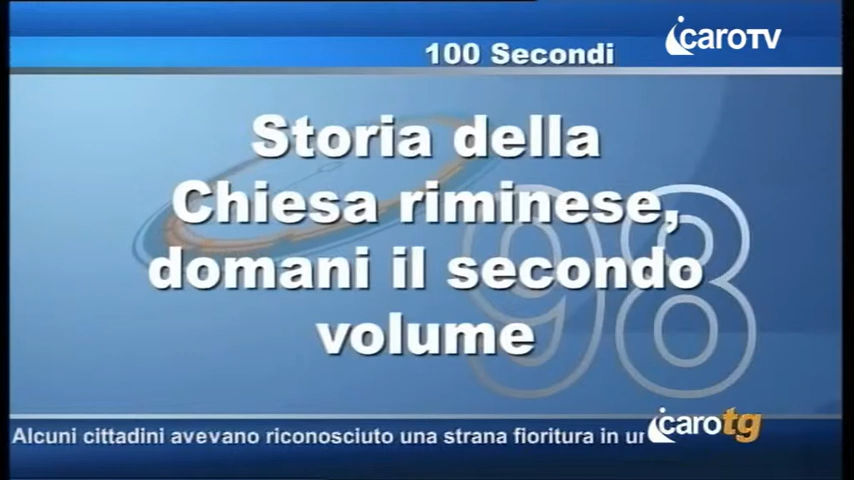 icaroTV
100 Secondi
Storia della
Chiesa riminese,
domani il secondo
volume
98
Alcuni cittadini avevano riconosciuto una strana fioritura in
icarotg